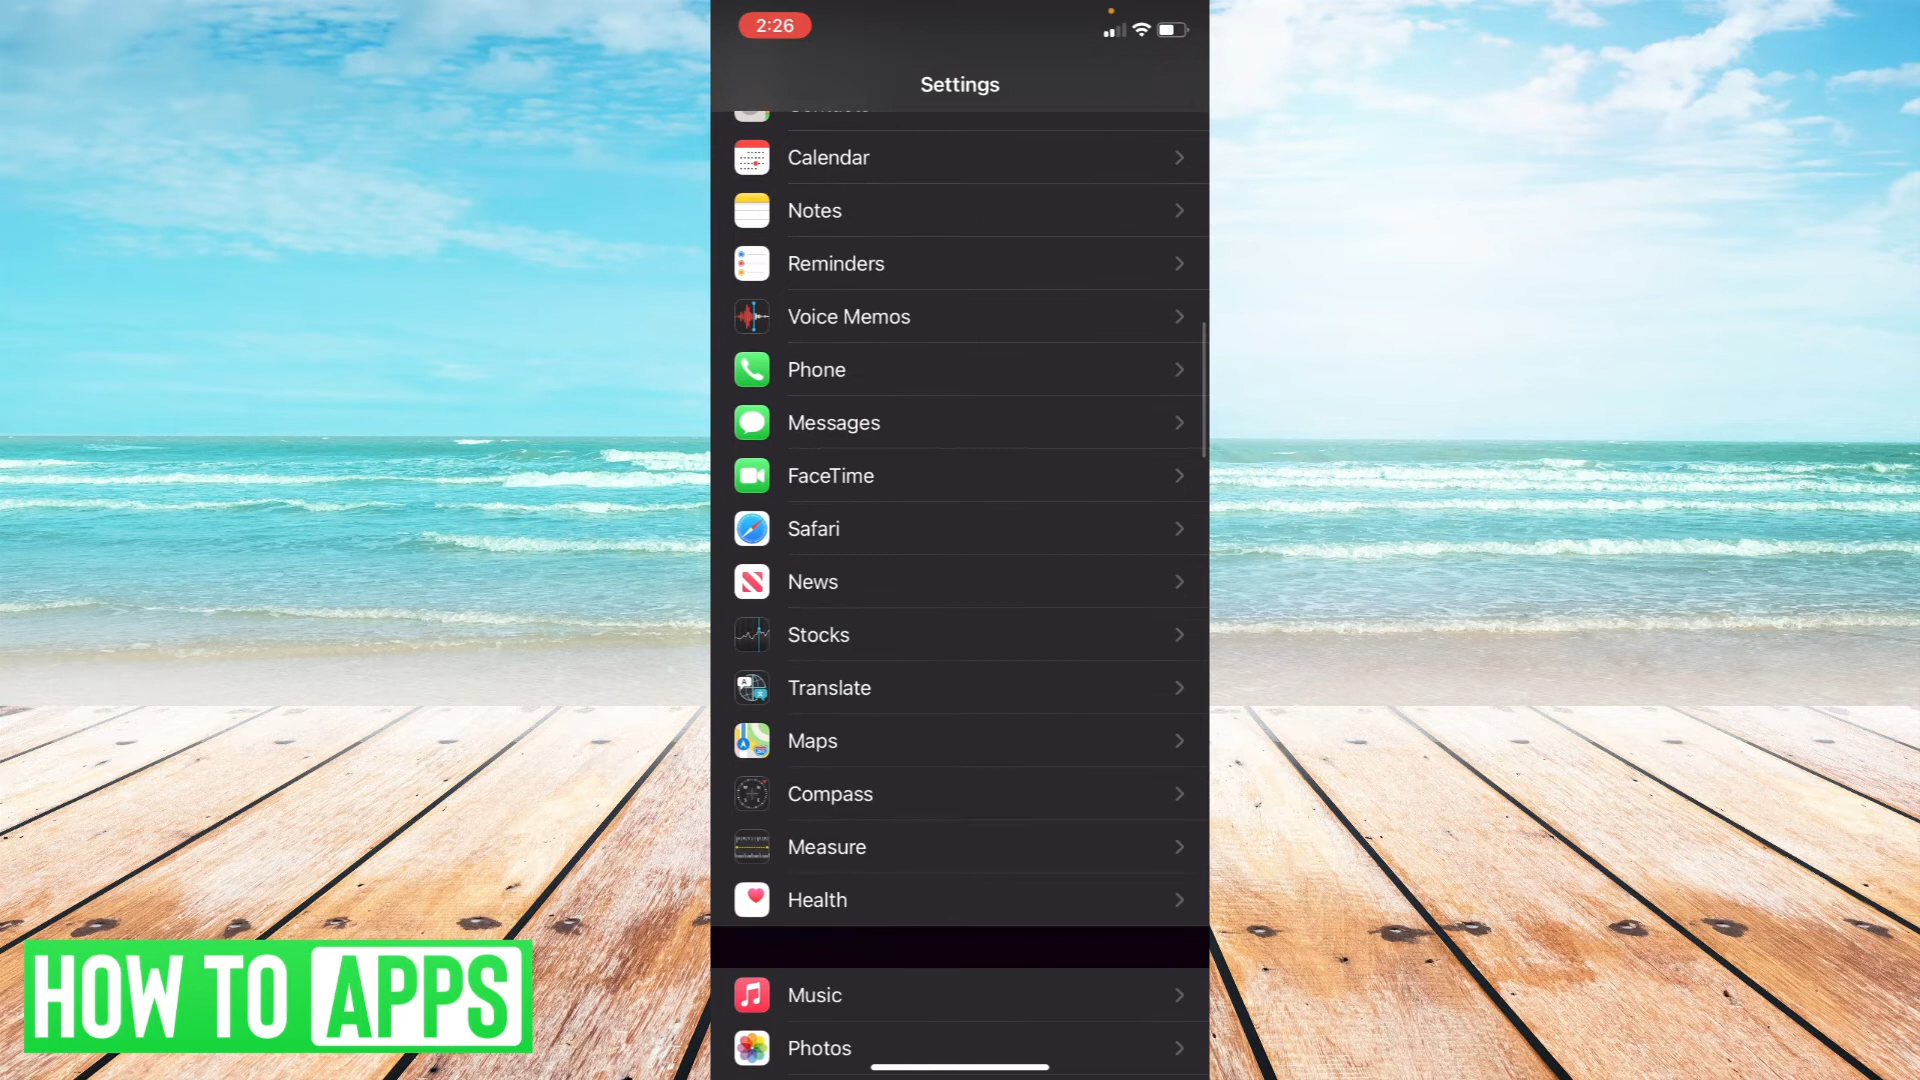 2:26
Settings
Calendar
Notes
Reminders
Voice Memos
Phone
Messages
FaceTime
Safari
News
Stocks
Translate
Maps
Compass
Measure
Health
Music
Photos
HOW TO APPS